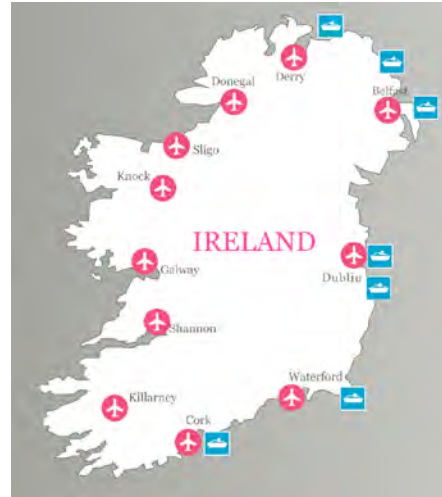 Derry
Donegal
Belfast
Sligo
Knock
IRELAND
Galway
Dublin
Shannon
Waterford
Killarney
Cork